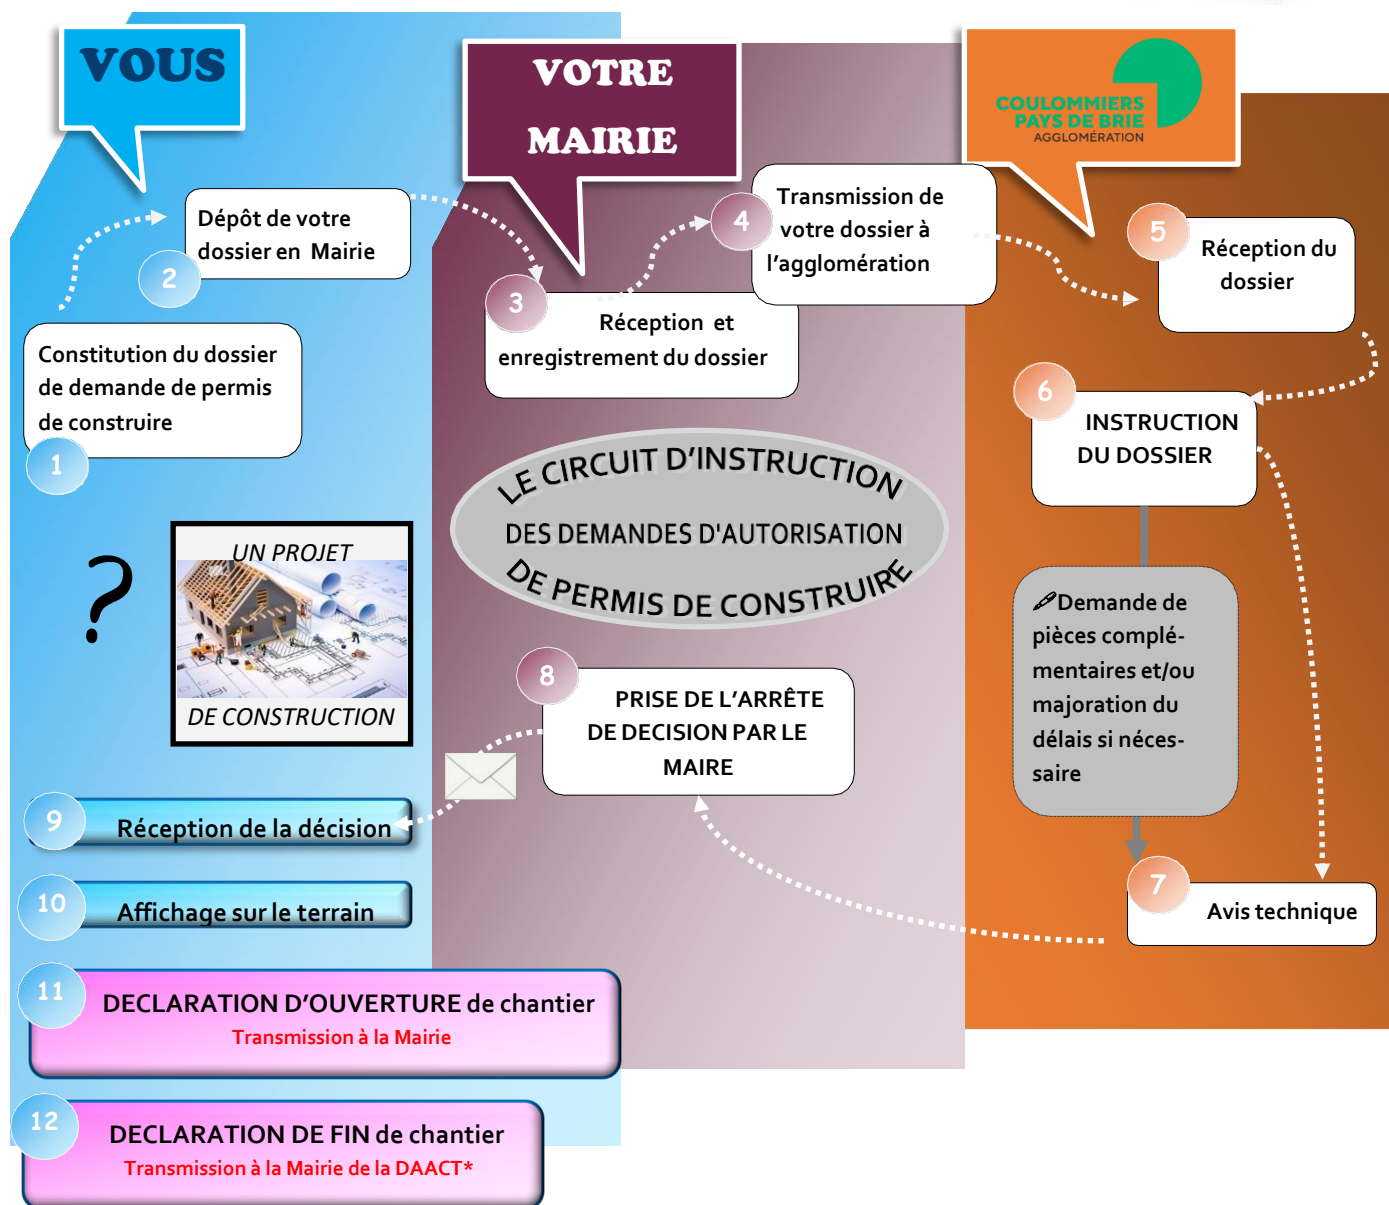 VOUS
VOTRE
MAIRIE
COULOMMIERS
PAYS DE BRIE
AGGLOMÉRATION
1
Constitution du dossier
de demande de permis
de construire
2
Dépôt de votre
dossier en Mairie
3
Réception et
enregistrement du dossier
4
Transmission de
votre dossier à
l'agglomération
5
Réception du
dossier
6
INSTRUCTION
DU DOSSIER
LE CIRCUIT D'INSTRUCTION
DES DEMANDES D'AUTORISATION
DE PERMIS DE CONSTRUIRE
?
UN PROJET
DE CONSTRUCTION
Demande de
pièces complé-
mentaires et/ou
majoration du
délais si néces-
saire
7
Avis technique
8
PRISE DE L'ARRÊTE
DE DECISION PAR LE
MAIRE
9
Réception de la décision
10
Affichage sur le terrain
11
DECLARATION D'OUVERTURE de chantier
Transmission à la Mairie
12
DECLARATION DE FIN de chantier
Transmission à la Mairie de la DAACT*